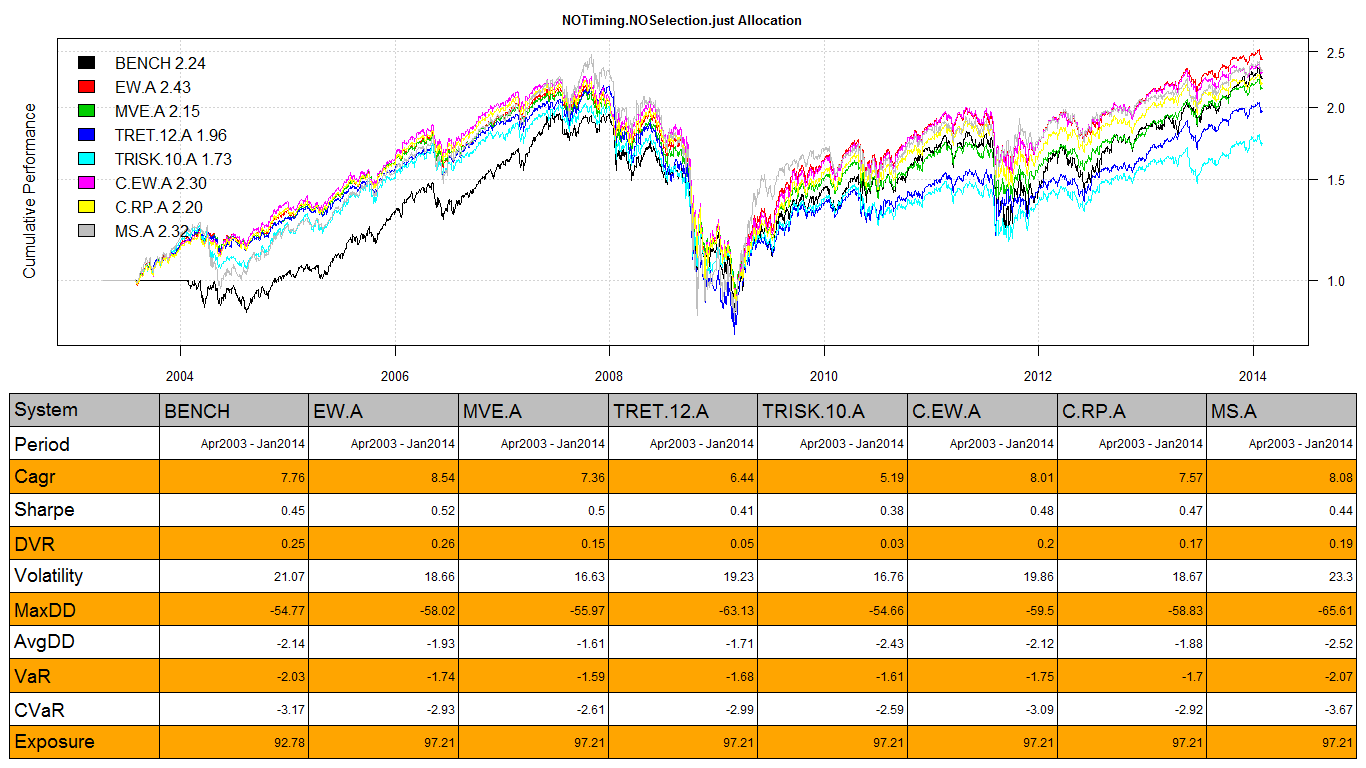 NOTiming.NOSelection.just Allocation
Cumulative Performance
BENCH 2.24
EW.A 2.43
MVE.A 2.15
TRET.12.A 1.96
TRISK.10.A 1.73
C.EW.A 2.30
C.RP.A 2.20
MS.A 2.32
2.5
2.0
1.5
1.0
2004 2006 2008 2010 2012 2014
System BENCH EW.A MVE.A TRET.12.A TRISK.10.A C.EW.A C.RP.A MS.A
Period Apr2003 - Jan2014 Apr2003 - Jan2014 Apr2003 - Jan2014 Apr2003 - Jan2014 Apr2003 - Jan2014 Apr2003 - Jan2014 Apr2003 - Jan2014 Apr2003 - Jan2014
Cagr 7.76 8.54 7.36 6.44 5.19 8.01 7.57 8.08
Sharpe 0.45 0.52 0.5 0.41 0.38 0.48 0.47 0.44
DVR 0.25 0.26 0.15 0.05 0.03 0.2 0.17 0.19
Volatility 21.07 18.66 16.63 19.23 16.76 19.86 18.67 23.3
MaxDD -54.77 -58.02 -55.97 -63.13 -54.66 -59.5 -58.83 -65.61
AvgDD -2.14 -1.93 -1.61 -1.71 -2.43 -2.12 -1.88 -2.52
VaR -2.03 -1.74 -1.59 -1.68 -1.61 -1.75 -1.7 -2.07
CVaR -3.17 -2.93 -2.61 -2.99 -2.59 -3.09 -2.92 -3.67
Exposure 92.78 97.21 97.21 97.21 97.21 97.21 97.21 97.21